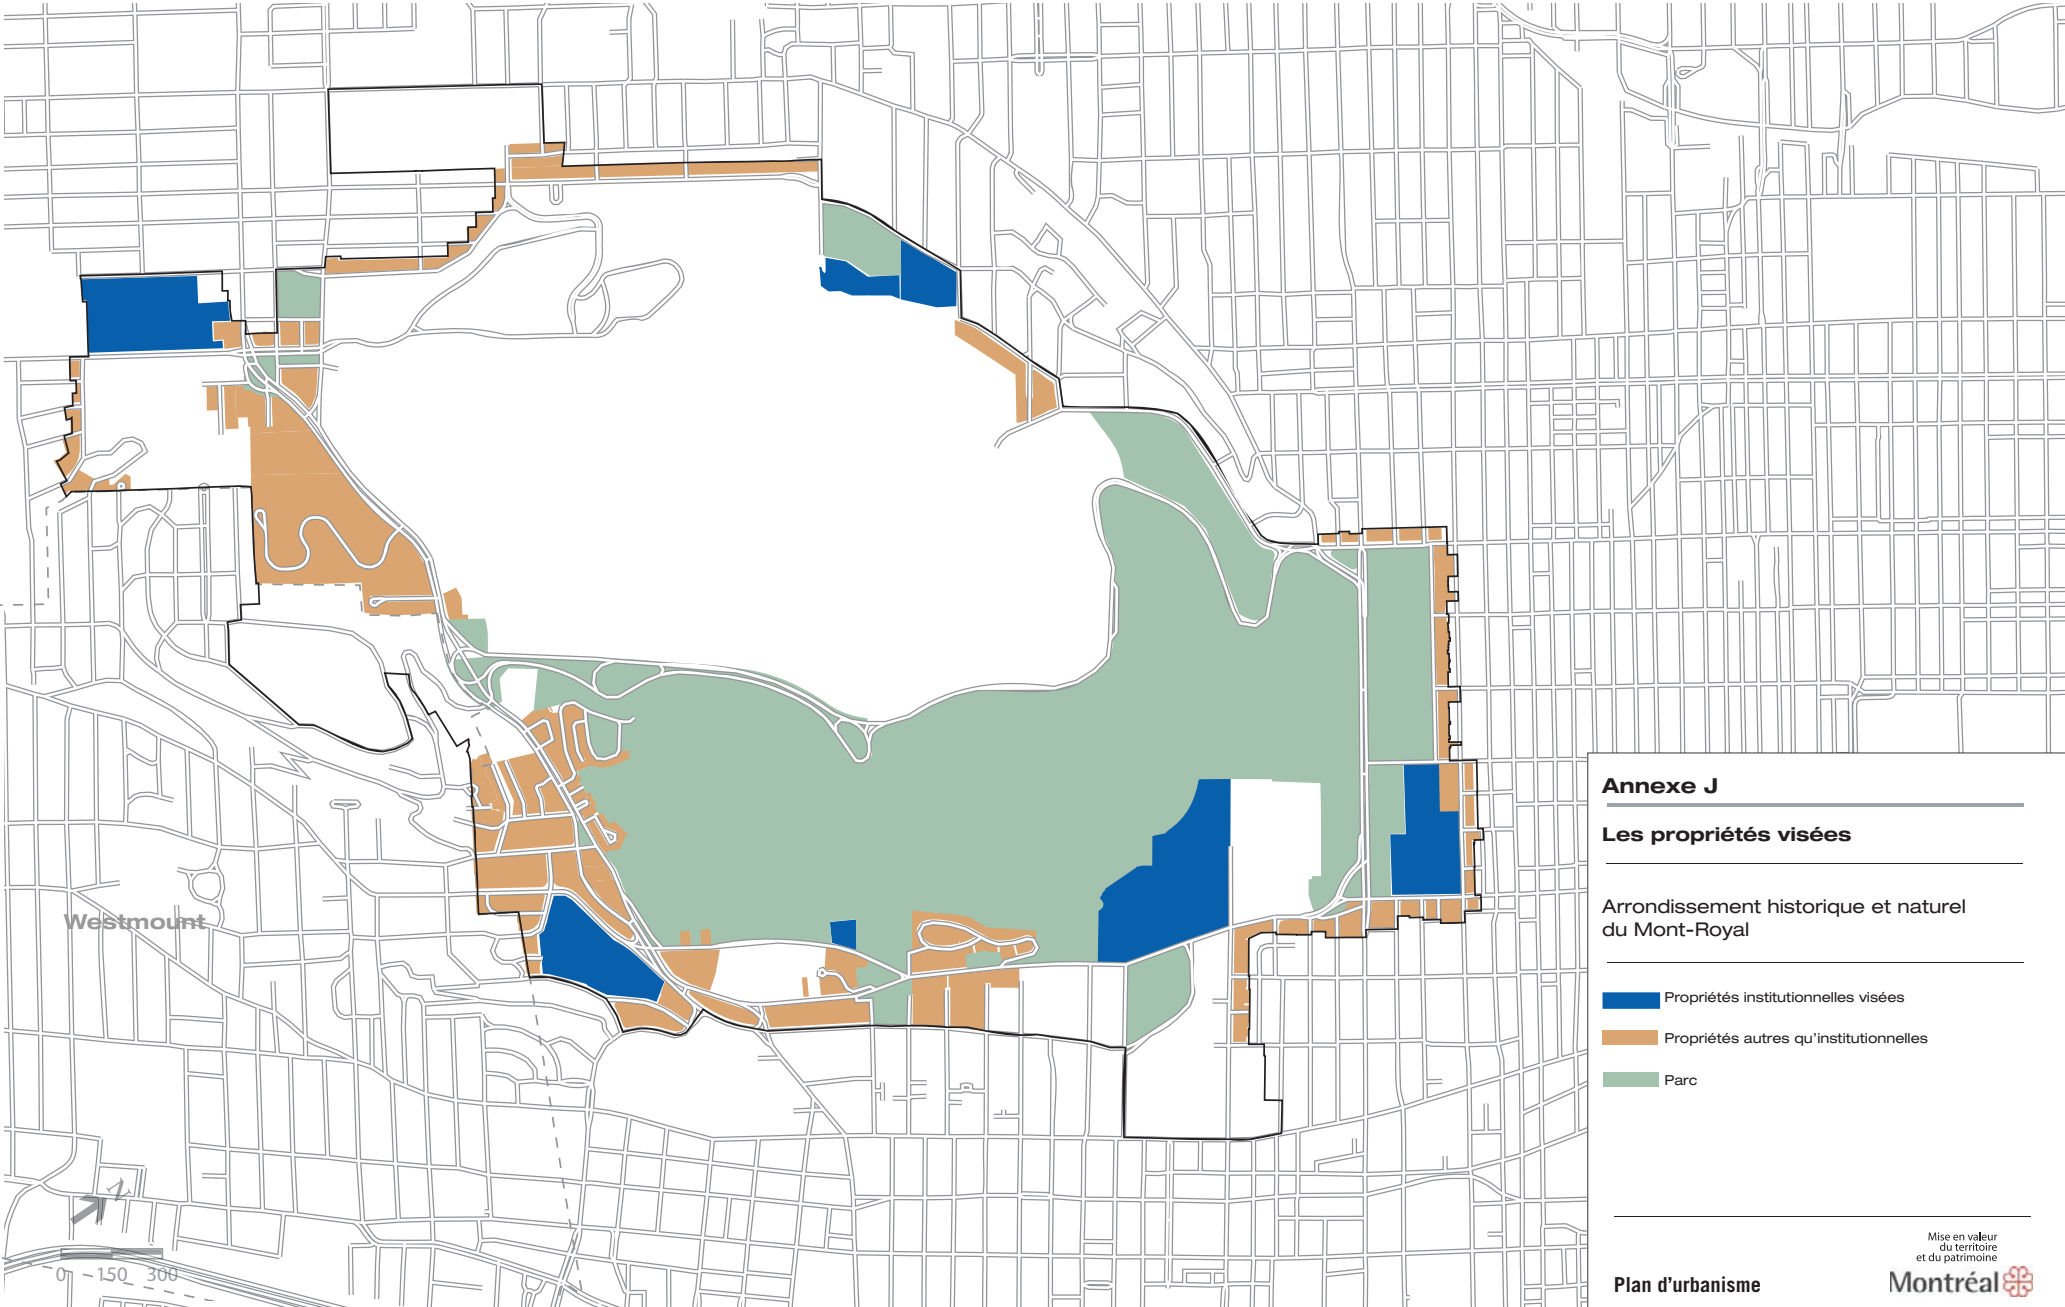 Annexe J
Les propriétés visées
Arrondissement historique et naturel
du Mont-Royal
Propriétés institutionnelles visées
Propriétés autres qu'institutionnelles
Parc
Westmount
N
0 150 300
Mise en valeur
du territoire
et du patrimoine
Plan d'urbanisme
Montréal